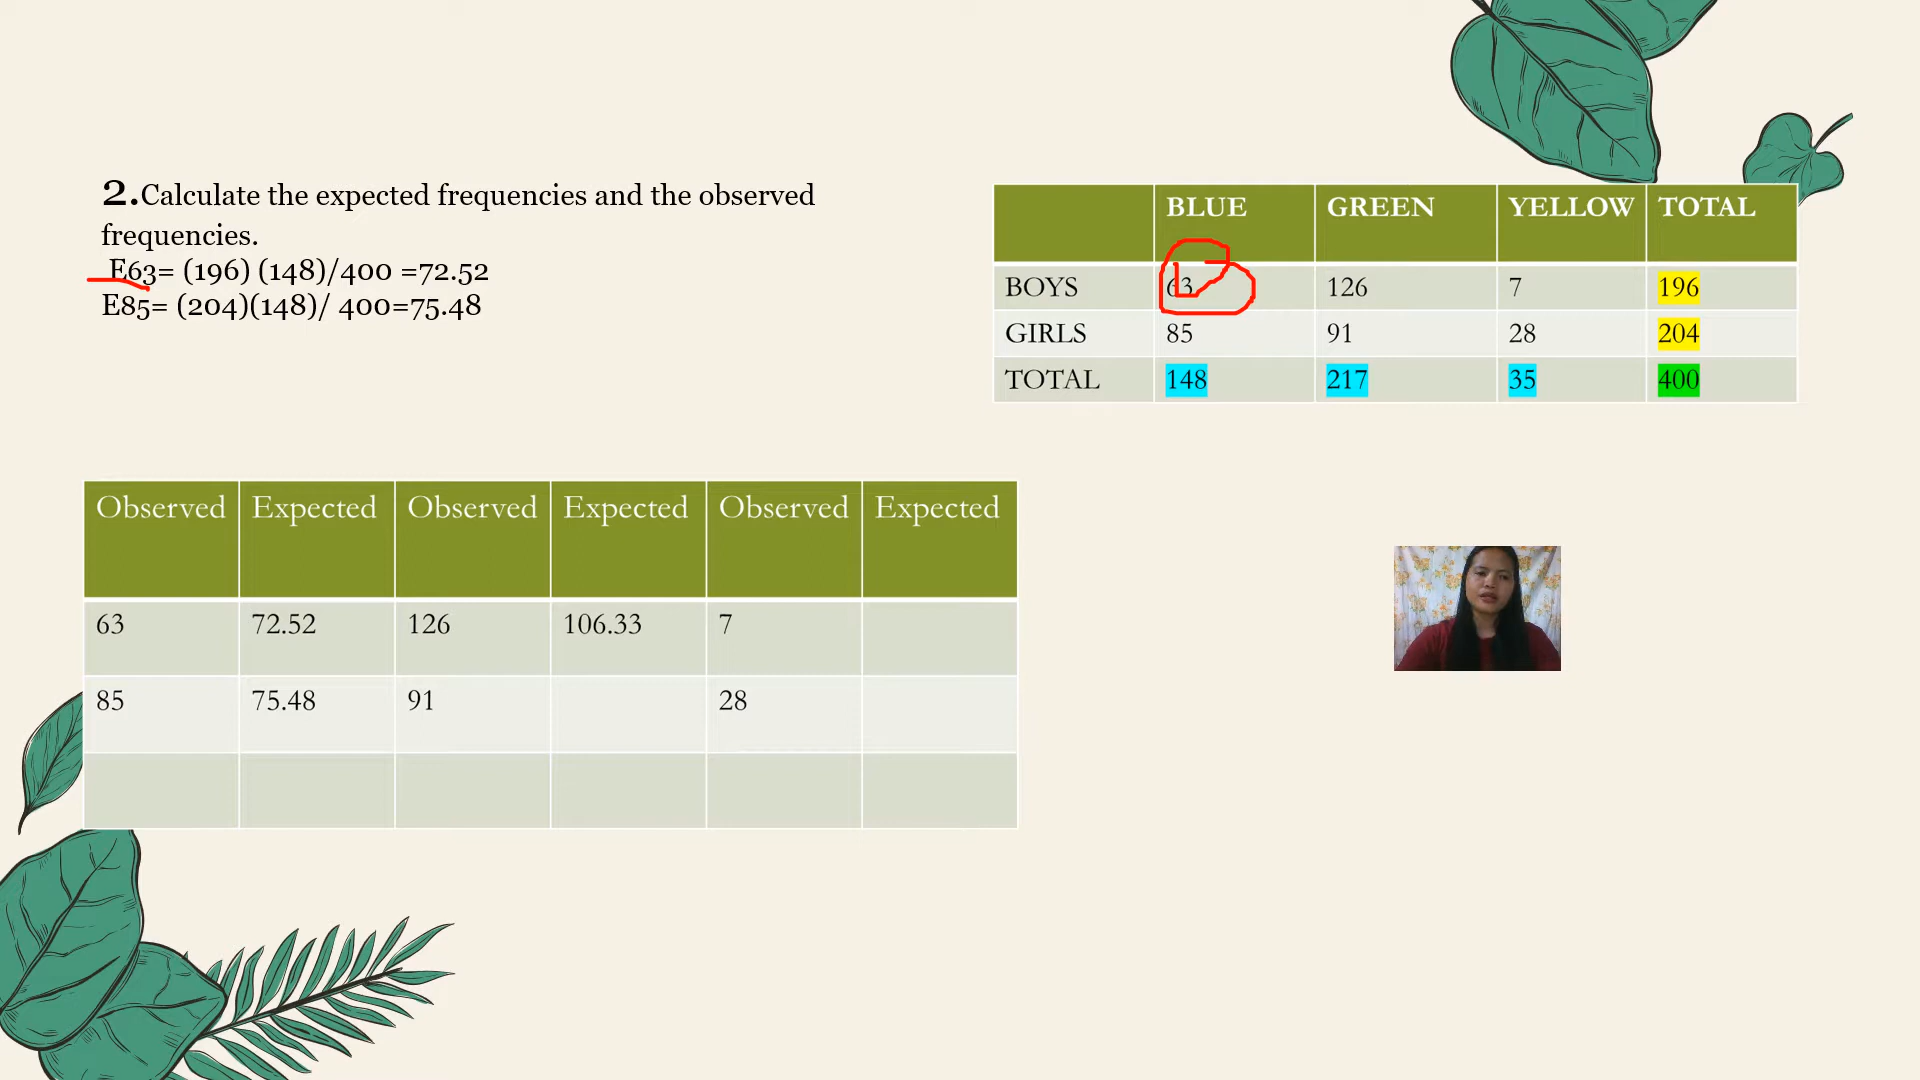 2.Calculate the expected frequencies and the observed
frequencies.
E63= (196) (148)/400 =72.52
E85= (204)(148)/ 400=75.48
BLUE GREEN YELLOW TOTAL
BOYS 63 126 7 196
GIRLS 85 91 28 204
TOTAL 148 217 35 400
Observed Expected Observed Expected Observed Expected
63 72.52 126 106.33 7
85 75.48 91 28